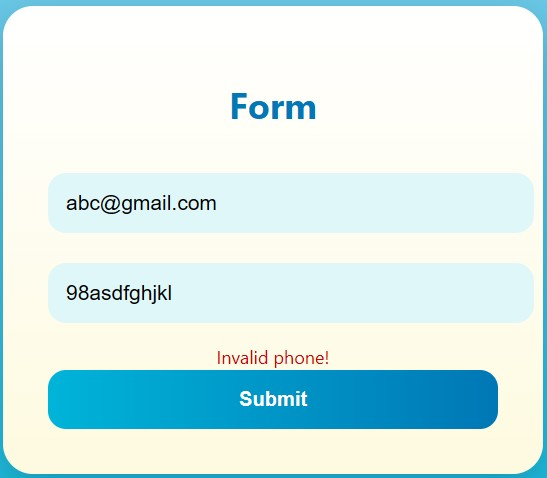 Form
abc@gmail.com
98asdfghjkl
Invalid phone!
Submit